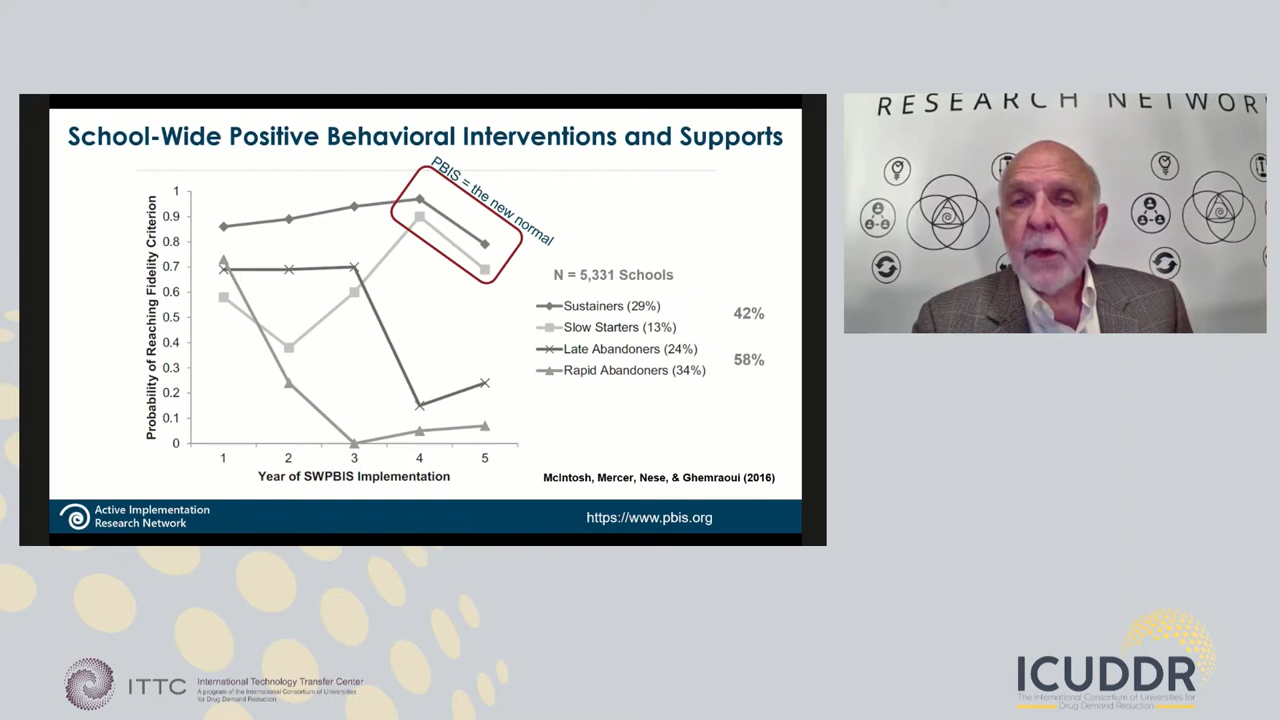 School-Wide Positive Behavioral Interventions and Supports
PBIS = the new normal
Probability of Reaching Fidelity Criterion
1
0.9
0.8
0.7
0.6
0.5
0.4
0.3
0.2
0.1
0
1 2 3 4 5
Year of SWPBIS Implementation
N = 5,331 Schools
Sustainers (29%)
Slow Starters (13%)
42%
Late Abandoners (24%)
Rapid Abandoners (34%)
58%
McIntosh, Mercer, Nese, & Ghemraoui (2016)
Active Implementation
Research Network
https://www.pbis.org
RESEARCH NETWOR
ITTC
International Technology Transfer Center
A program of the International Consortium of Universities
for Drug Demand Reduction
ICUDDR
The International Consortium of Universities for
Drug Demand Reduction